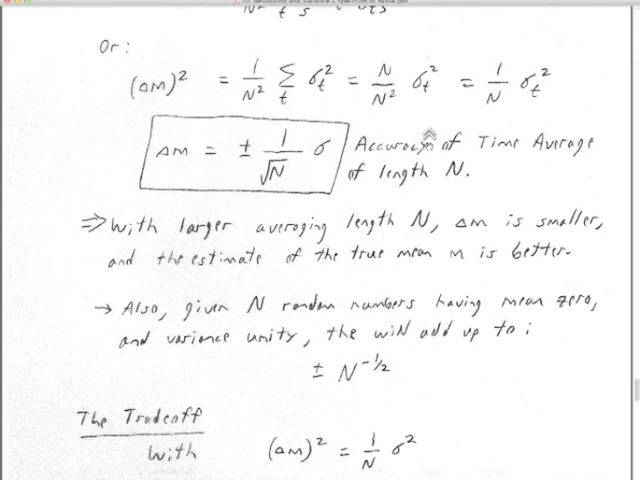 Or:
(ΔM)² = 1/N² Σ_t σ_t² = N/N² σ_t² = 1/N σ_t²
ΔM = ± 1/√N σ Accuracy of Time Average
of length N.
⇒ With larger averaging length N, ΔM is smaller,
and the estimate of the true mean m is better.
→ Also, given N random numbers having mean zero,
and variance unity, the will add up to:
± N^-1/2
The Tradeoff
With (ΔM)² = 1/N σ²